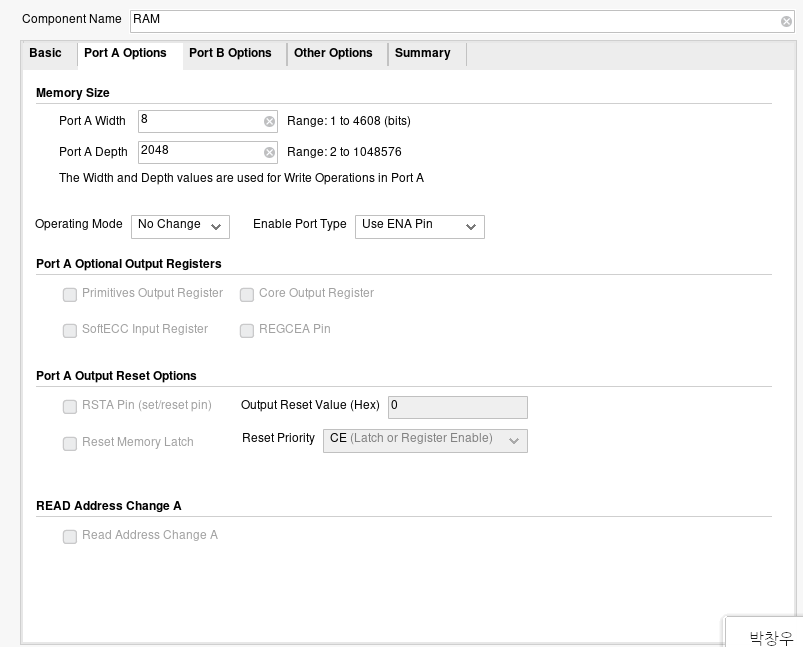 Component Name RAM
Basic Port A Options Port B Options Other Options Summary
Memory Size
Port A Width 8 Range: 1 to 4608 (bits)
Port A Depth 2048 Range: 2 to 1048576
The Width and Depth values are used for Write Operations in Port A
Operating Mode No Change Enable Port Type Use ENA Pin
Port A Optional Output Registers
Primitives Output Register Core Output Register
SoftECC Input Register REGCEA Pin
Port A Output Reset Options
RSTA Pin (set/reset pin) Output Reset Value (Hex) 0
Reset Memory Latch Reset Priority CE (Latch or Register Enable)
READ Address Change A
Read Address Change A
박창우